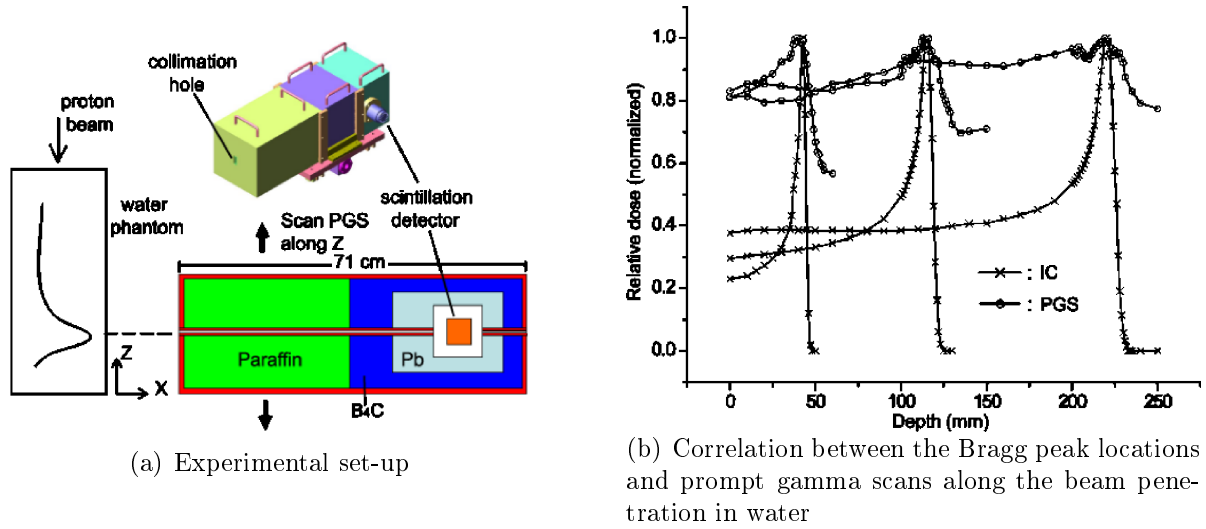 collimation
hole
proton
beam
water
phantom
Scan PGS
along Z
scintillation
detector
71 cm
Paraffin
Pb
B4C
Z
X
(a) Experimental set-up
Relative dose (normalized)
1.0
0.8
0.6
0.4
0.2
0.0
: IC
: PGS
0 50 100 150 200 250
Depth (mm)
(b) Correlation between the Bragg peak locations
and prompt gamma scans along the beam pene-
tration in water